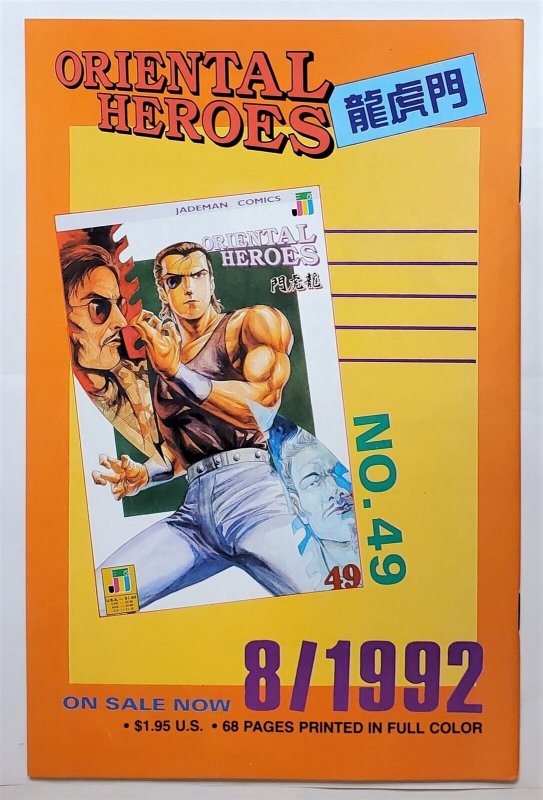 ORIENTAL
HEROES
龍虎門
JADEMAN COMICS
ORIENTAL
HEROES
門虎龍
NO.49
49
8/1992
ON SALE NOW
• $1.95 U.S. • 68 PAGES PRINTED IN FULL COLOR